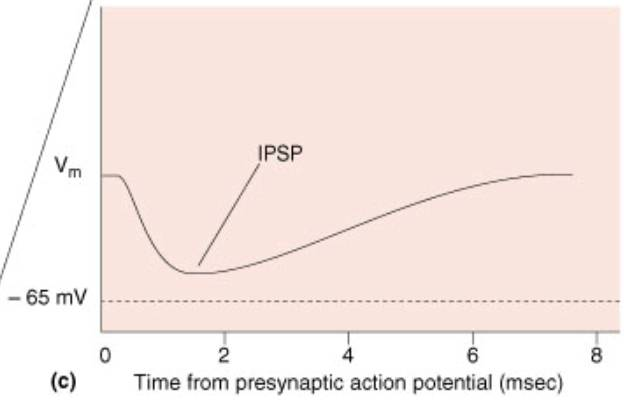 IPSP
Vm
– 65 mV
0 2 4 6 8
(c) Time from presynaptic action potential (msec)